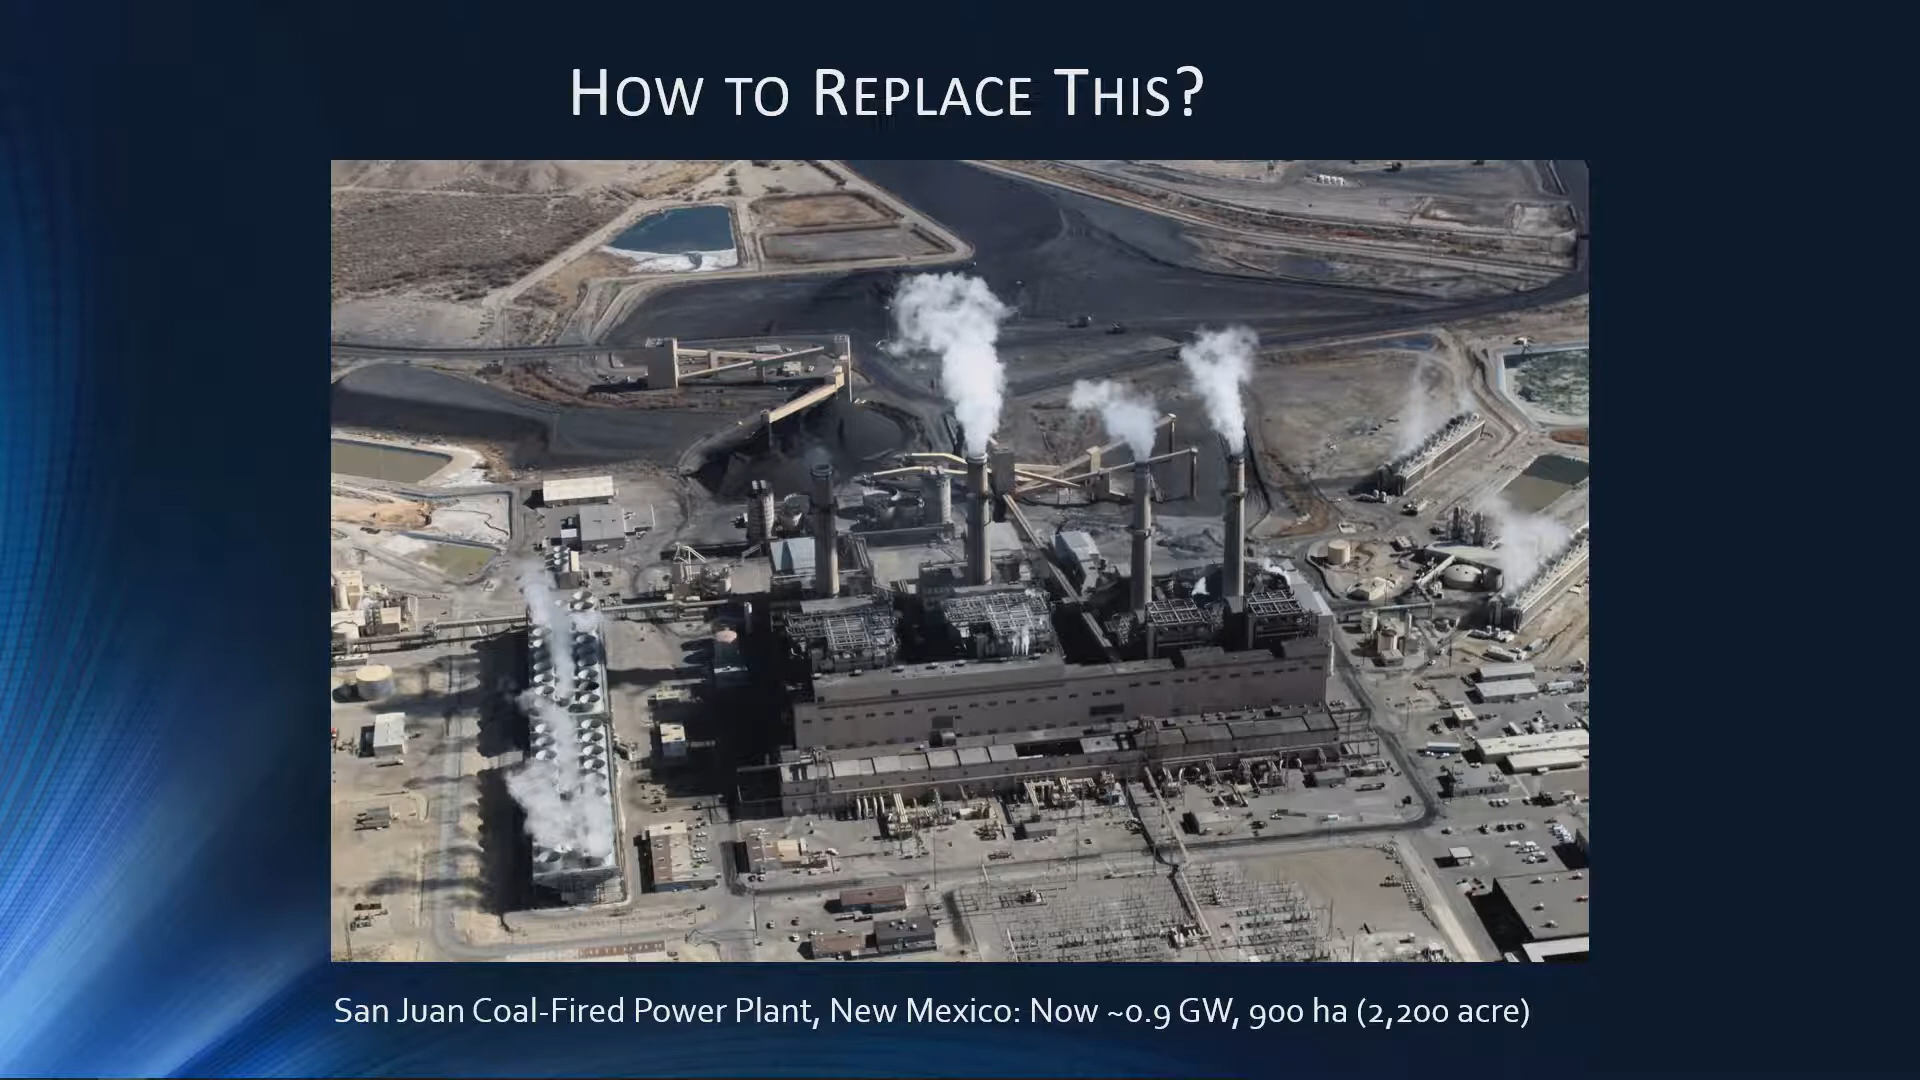 How to Replace This?
San Juan Coal-Fired Power Plant, New Mexico: Now ~0.9 GW, 900 ha (2,200 acre)